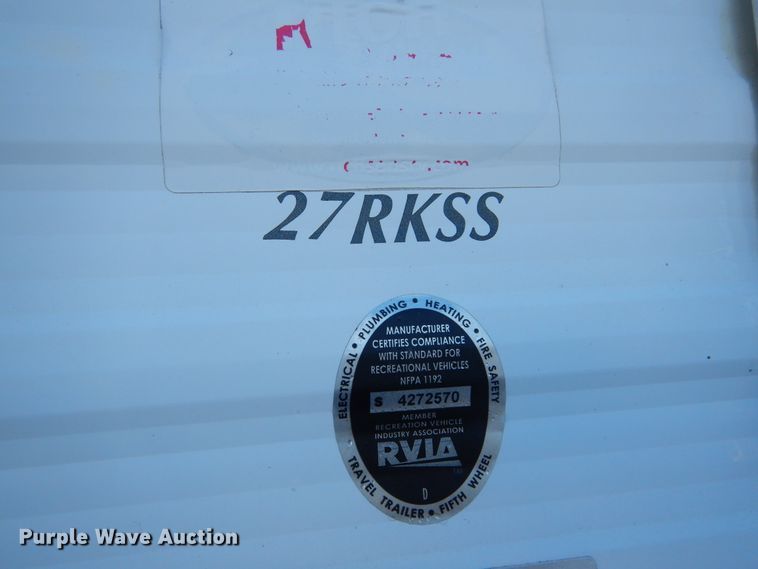 27RKSS
ELECTRICAL • PLUMBING • HEATING • FIRE SAFETY
MANUFACTURER
CERTIFIES COMPLIANCE
WITH STANDARD FOR
RECREATIONAL VEHICLES
NFPA 1192
S 4272570
MEMBER
RECREATION VEHICLE
INDUSTRY ASSOCIATION
RVIA
D
TRAVEL TRAILER • FIFTH WHEEL
Purple Wave Auction